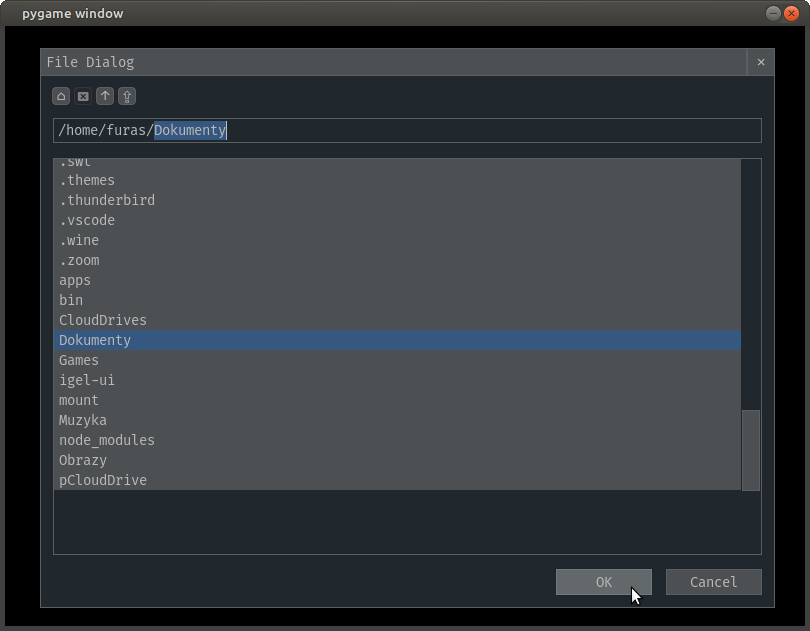 pygame window
File Dialog
/home/furas/Dokumenty
.swt
.themes
.thunderbird
.vscode
.wine
.zoom
apps
bin
CloudDrives
Dokumenty
Games
igel-ui
mount
Muzyka
node_modules
Obrazy
pCloudDrive
OK Cancel